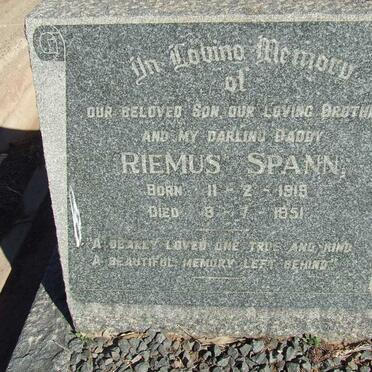 In Loving Memory
of
OUR BELOVED SON, OUR LOVING BROTHE
AND MY DARLING DADDY
RIEMUS SPANN,
BORN 11-2-1918
DIED 8-7-1951
"A DEARLY LOVED ONE TRUE AND KIND
A BEAUTIFUL MEMORY LEFT BEHIND"